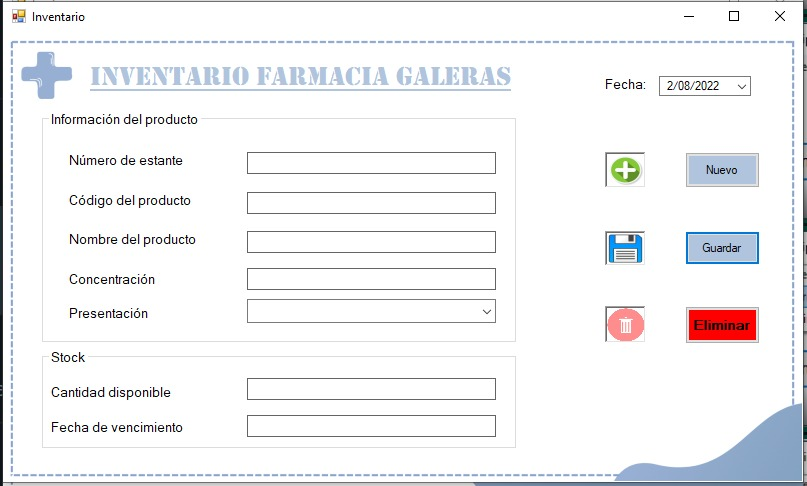 Inventario
INVENTARIO FARMACIA GALERAS
Fecha: 2/08/2022
Información del producto
Número de estante
Nuevo
Código del producto
Nombre del producto
Guardar
Concentración
Presentación
Eliminar
Stock
Cantidad disponible
Fecha de vencimiento